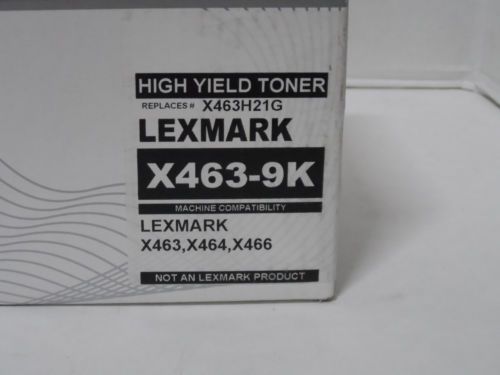 HIGH YIELD TONER
REPLACES # X463H21G
LEXMARK
X463-9K
MACHINE COMPATIBILITY
LEXMARK
X463,X464,X466
NOT AN LEXMARK PRODUCT